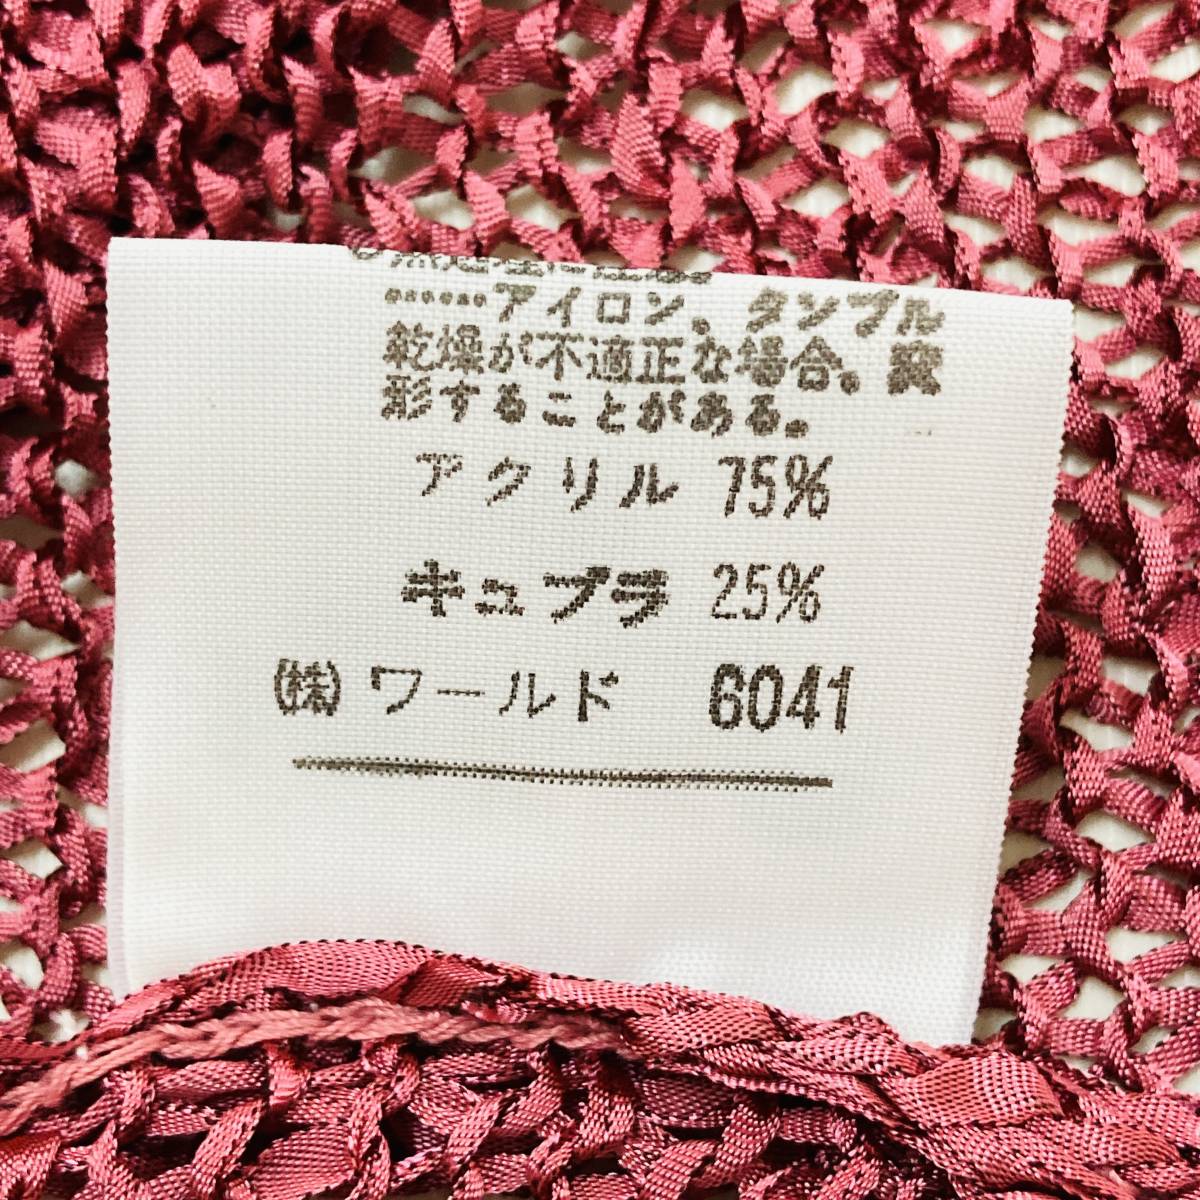 ……アイロン、タンブル
乾燥が不適正な場合、変
形することがある。
アクリル 75%
キュプラ 25%
㈱ワールド 6041